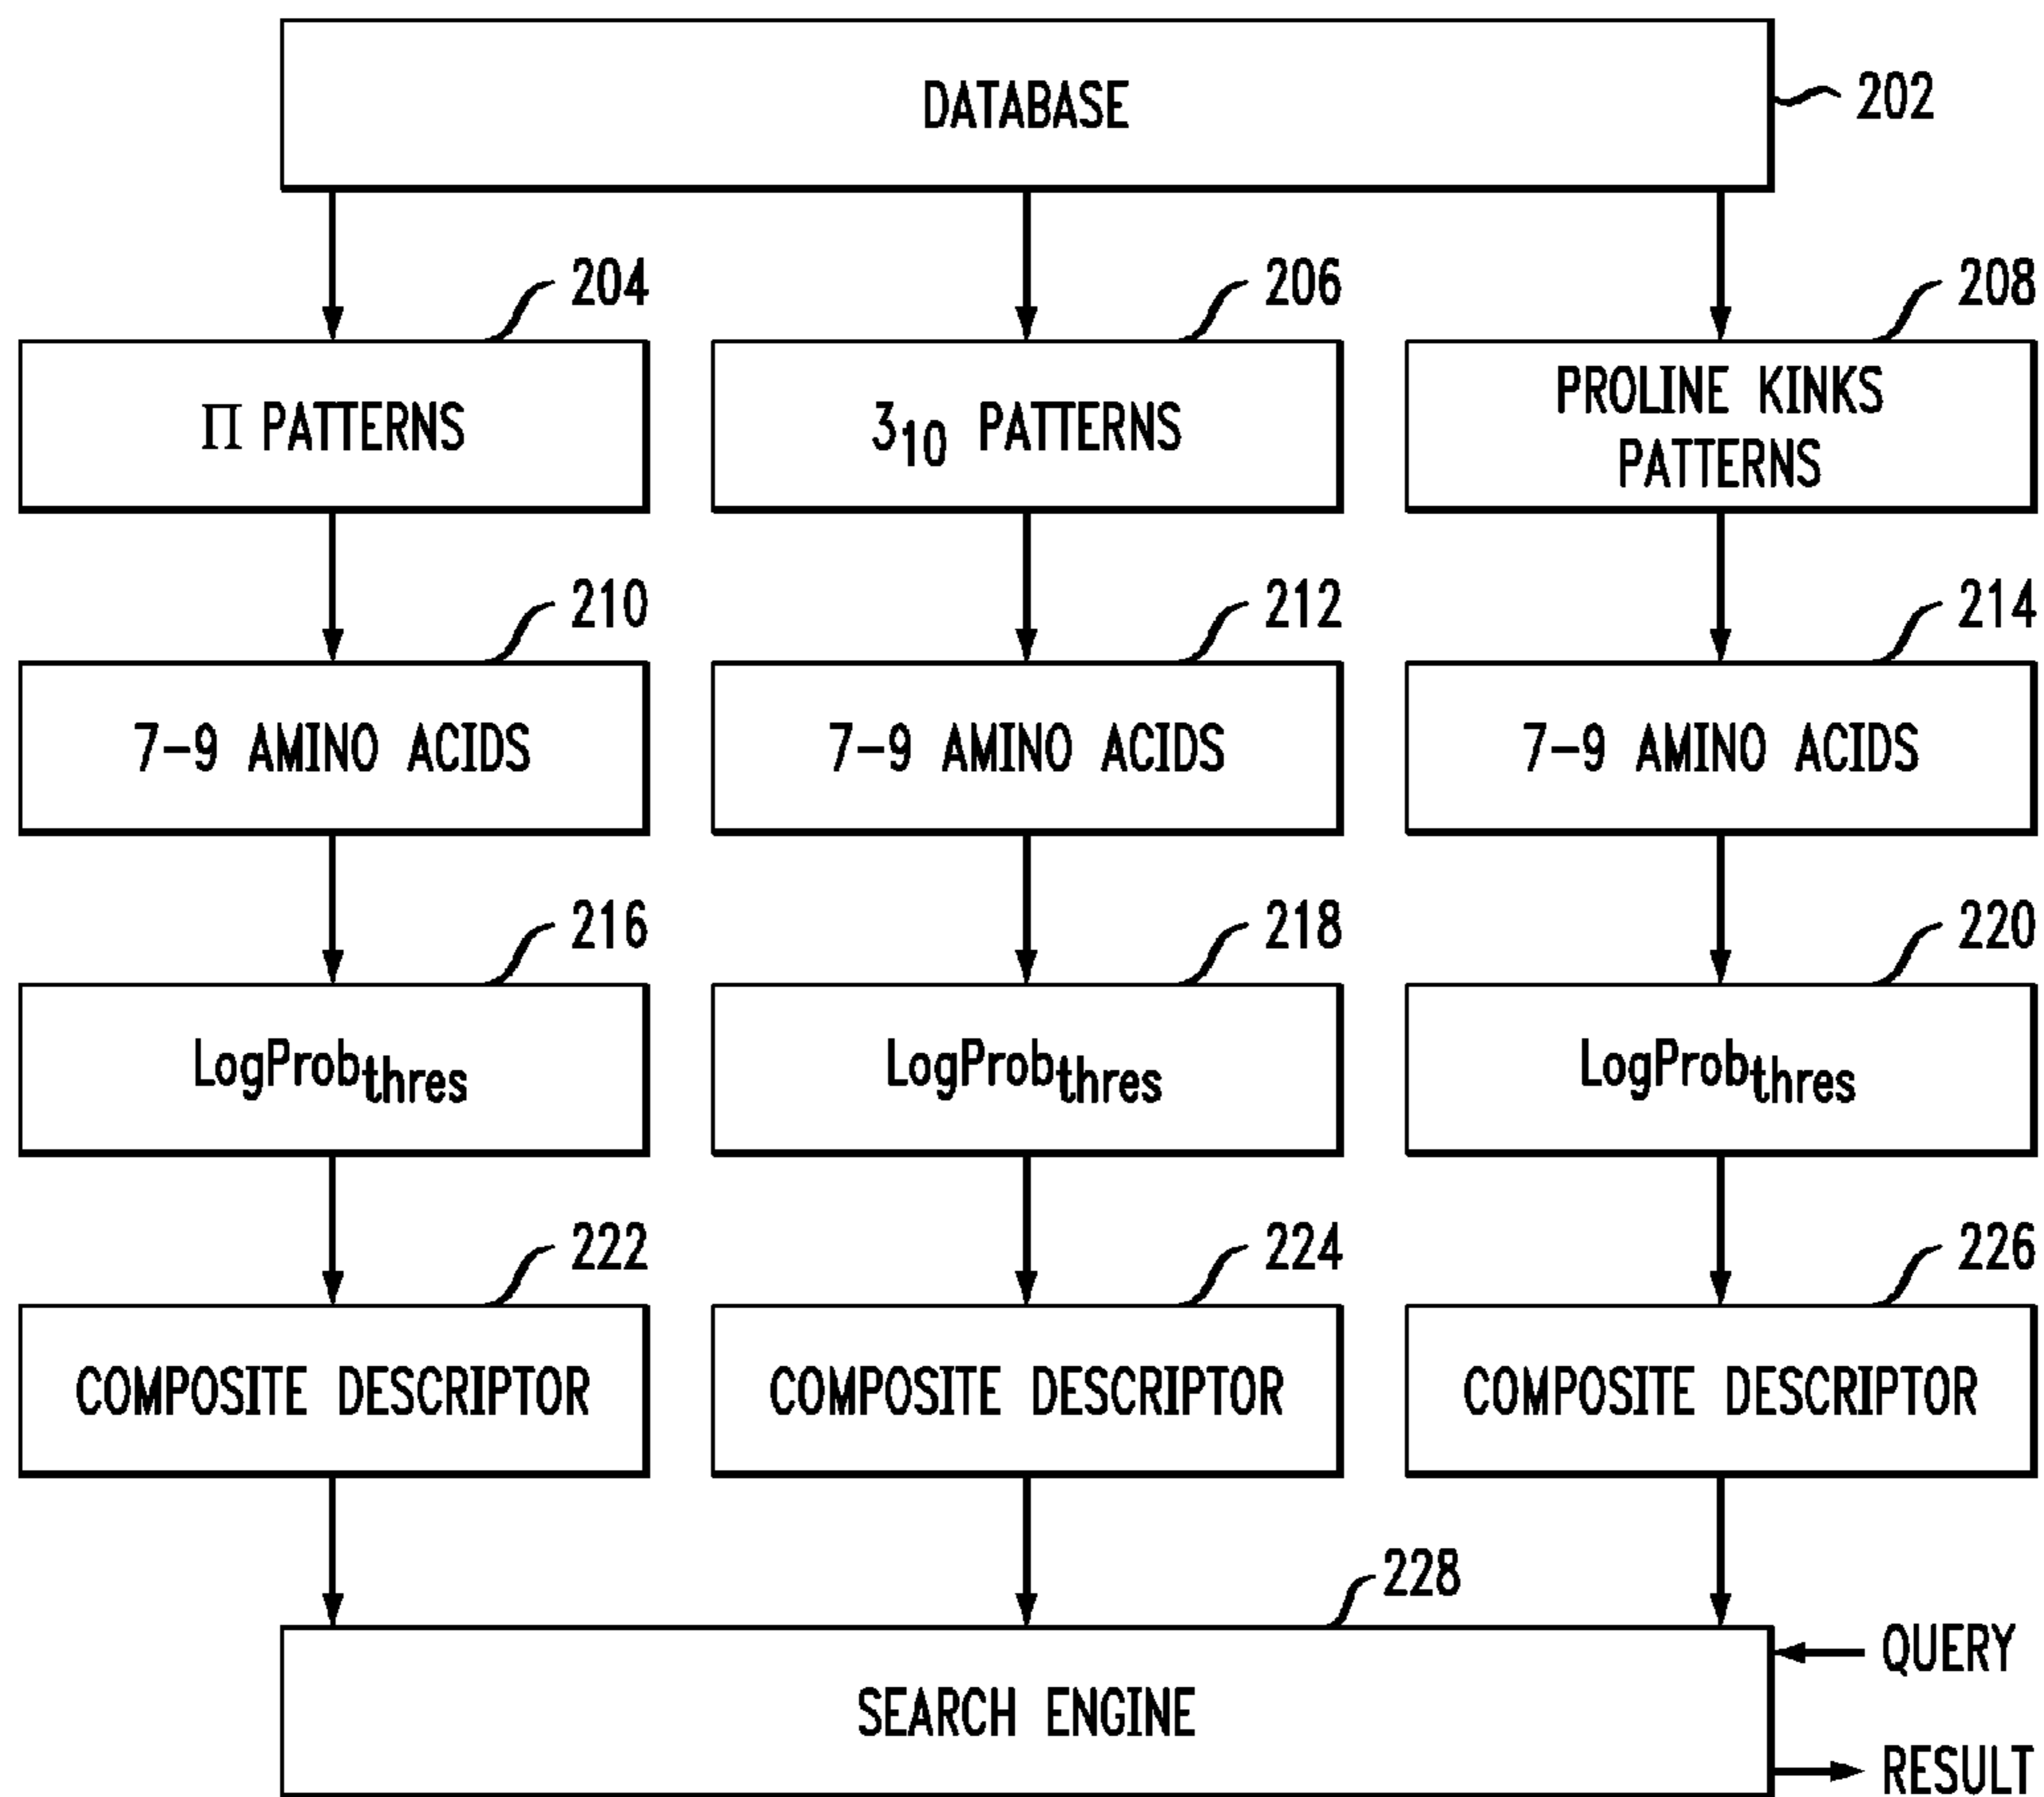 DATABASE
202
204
206
208
Π PATTERNS
3₁₀ PATTERNS
PROLINE KINKS
PATTERNS
210
212
214
7-9 AMINO ACIDS
7-9 AMINO ACIDS
7-9 AMINO ACIDS
216
218
220
LogProbthres
LogProbthres
LogProbthres
222
224
226
COMPOSITE DESCRIPTOR
COMPOSITE DESCRIPTOR
COMPOSITE DESCRIPTOR
228
QUERY
SEARCH ENGINE
RESULT